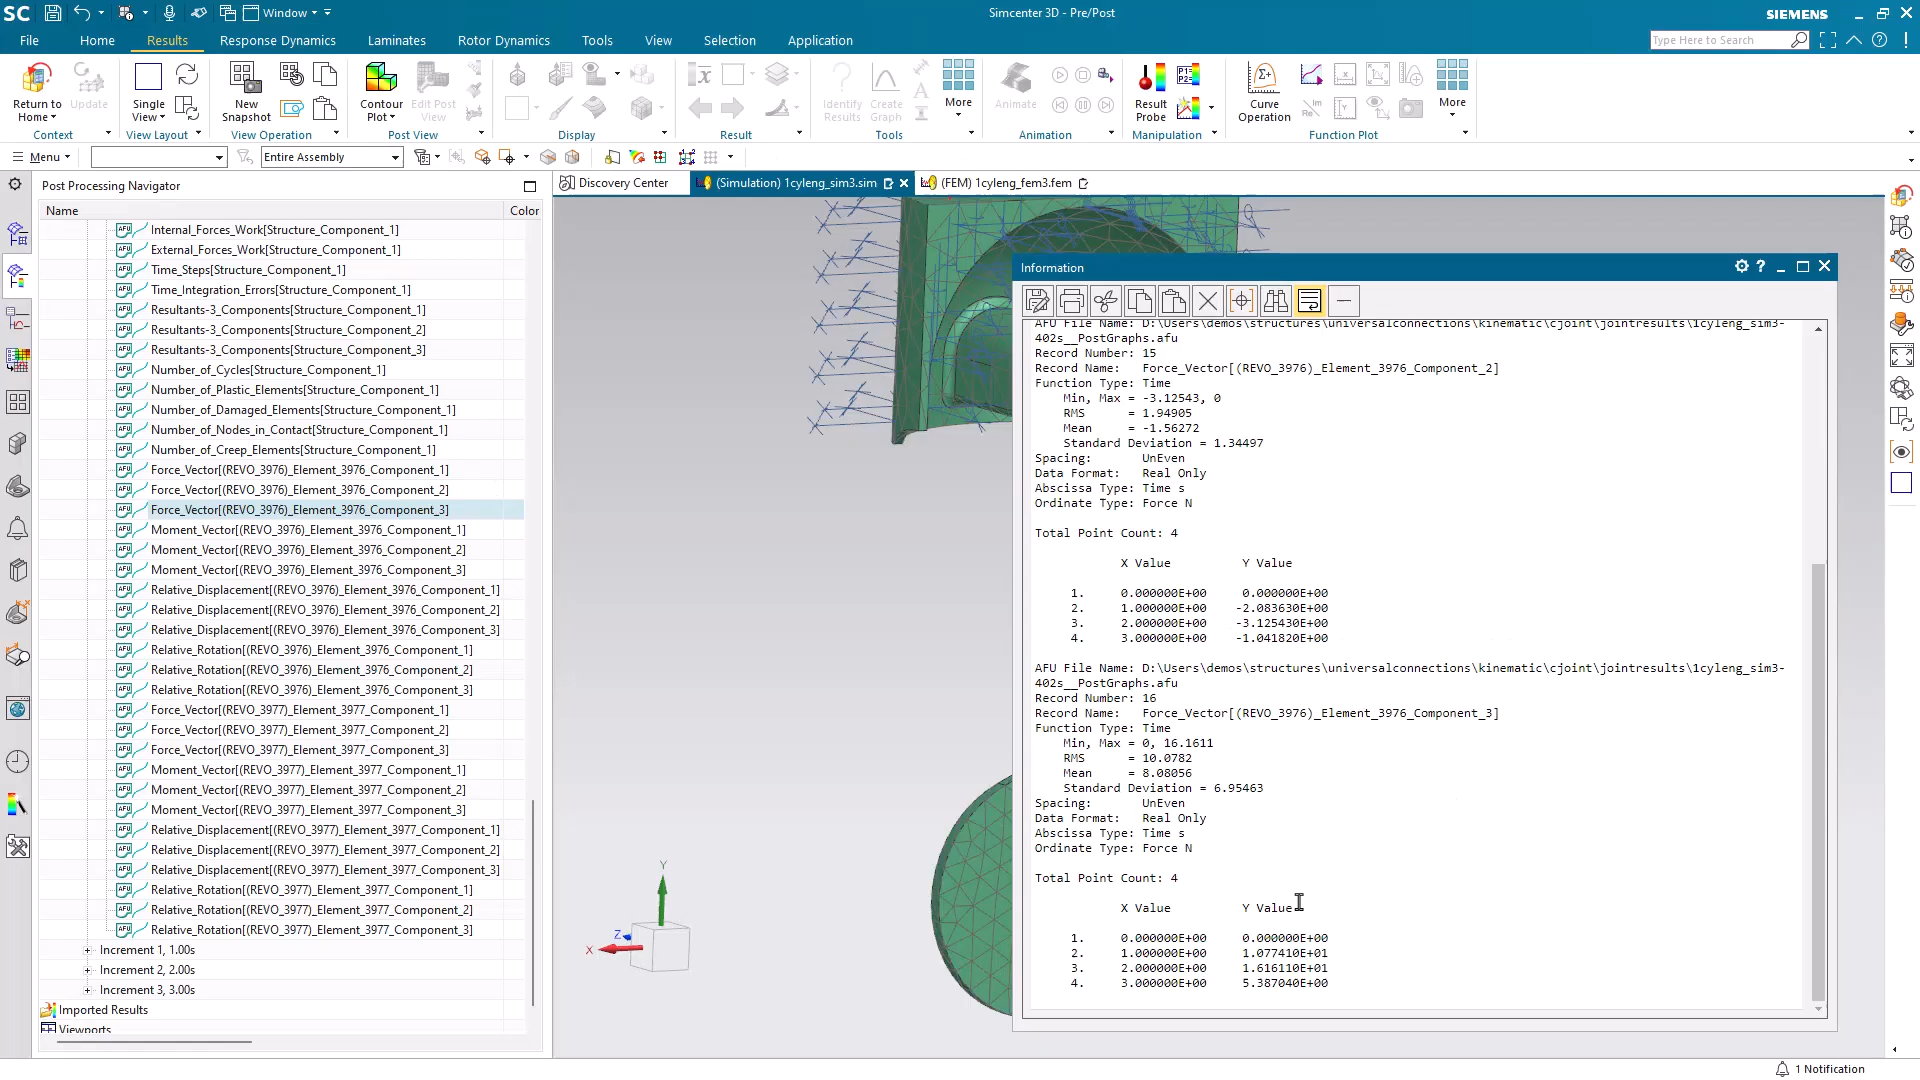 SC
Window
Simcenter 3D - Pre/Post
SIEMENS
File
Home
Results
Response Dynamics
Laminates
Rotor Dynamics
Tools
View
Selection
Application
Type Here to Search
Return to Home
Update
Single View
New Snapshot
Contour Plot
Edit Post View
Identify Results
Create Graph
More
Animate
Result Probe
Curve Operation
More
Context
View Layout
View Operation
Post View
Display
Result
Tools
Animation
Manipulation
Function Plot
Menu
Entire Assembly
Post Processing Navigator
Discovery Center
(Simulation) 1cyleng_sim3.sim
(FEM) 1cyleng_fem3.fem
Name
Color
Internal_Forces_Work[Structure_Component_1]
External_Forces_Work[Structure_Component_1]
Time_Steps[Structure_Component_1]
Time_Integration_Errors[Structure_Component_1]
Resultants-3_Components[Structure_Component_1]
Resultants-3_Components[Structure_Component_2]
Resultants-3_Components[Structure_Component_3]
Number_of_Cycles[Structure_Component_1]
Number_of_Plastic_Elements[Structure_Component_1]
Number_of_Damaged_Elements[Structure_Component_1]
Number_of_Nodes_in_Contact[Structure_Component_1]
Number_of_Creep_Elements[Structure_Component_1]
Force_Vector[(REVO_3976)_Element_3976_Component_1]
Force_Vector[(REVO_3976)_Element_3976_Component_2]
Force_Vector[(REVO_3976)_Element_3976_Component_3]
Moment_Vector[(REVO_3976)_Element_3976_Component_1]
Moment_Vector[(REVO_3976)_Element_3976_Component_2]
Moment_Vector[(REVO_3976)_Element_3976_Component_3]
Relative_Displacement[(REVO_3976)_Element_3976_Component_1]
Relative_Displacement[(REVO_3976)_Element_3976_Component_2]
Relative_Displacement[(REVO_3976)_Element_3976_Component_3]
Relative_Rotation[(REVO_3976)_Element_3976_Component_1]
Relative_Rotation[(REVO_3976)_Element_3976_Component_2]
Relative_Rotation[(REVO_3976)_Element_3976_Component_3]
Force_Vector[(REVO_3977)_Element_3977_Component_1]
Force_Vector[(REVO_3977)_Element_3977_Component_2]
Force_Vector[(REVO_3977)_Element_3977_Component_3]
Moment_Vector[(REVO_3977)_Element_3977_Component_1]
Moment_Vector[(REVO_3977)_Element_3977_Component_2]
Moment_Vector[(REVO_3977)_Element_3977_Component_3]
Relative_Displacement[(REVO_3977)_Element_3977_Component_1]
Relative_Displacement[(REVO_3977)_Element_3977_Component_2]
Relative_Displacement[(REVO_3977)_Element_3977_Component_3]
Relative_Rotation[(REVO_3977)_Element_3977_Component_1]
Relative_Rotation[(REVO_3977)_Element_3977_Component_2]
Relative_Rotation[(REVO_3977)_Element_3977_Component_3]
Increment 1, 1.00s
Increment 2, 2.00s
Increment 3, 3.00s
Imported Results
Viewports
Y
Z
X
Information
AFU File Name: D:\Users\demos\structures\universalconnections\kinematic\cjoint\jointresults\1cyleng_sim3-
402s__PostGraphs.afu
Record Number: 15
Record Name: Force_Vector[(REVO_3976)_Element_3976_Component_2]
Function Type: Time
Min, Max = -3.12543, 0
RMS = 1.94905
Mean = -1.56272
Standard Deviation = 1.34497
Spacing: UnEven
Data Format: Real Only
Abscissa Type: Time s
Ordinate Type: Force N
Total Point Count: 4
X Value Y Value
1. 0.000000E+00 0.000000E+00
2. 1.000000E+00 -2.083630E+00
3. 2.000000E+00 -3.125430E+00
4. 3.000000E+00 -1.041820E+00
AFU File Name: D:\Users\demos\structures\universalconnections\kinematic\cjoint\jointresults\1cyleng_sim3-
402s__PostGraphs.afu
Record Number: 16
Record Name: Force_Vector[(REVO_3976)_Element_3976_Component_3]
Function Type: Time
Min, Max = 0, 16.1611
RMS = 10.0782
Mean = 8.08056
Standard Deviation = 6.95463
Spacing: UnEven
Data Format: Real Only
Abscissa Type: Time s
Ordinate Type: Force N
Total Point Count: 4
X Value Y Value
1. 0.000000E+00 0.000000E+00
2. 1.000000E+00 1.077410E+01
3. 2.000000E+00 1.616110E+01
4. 3.000000E+00 5.387040E+00
1 Notification